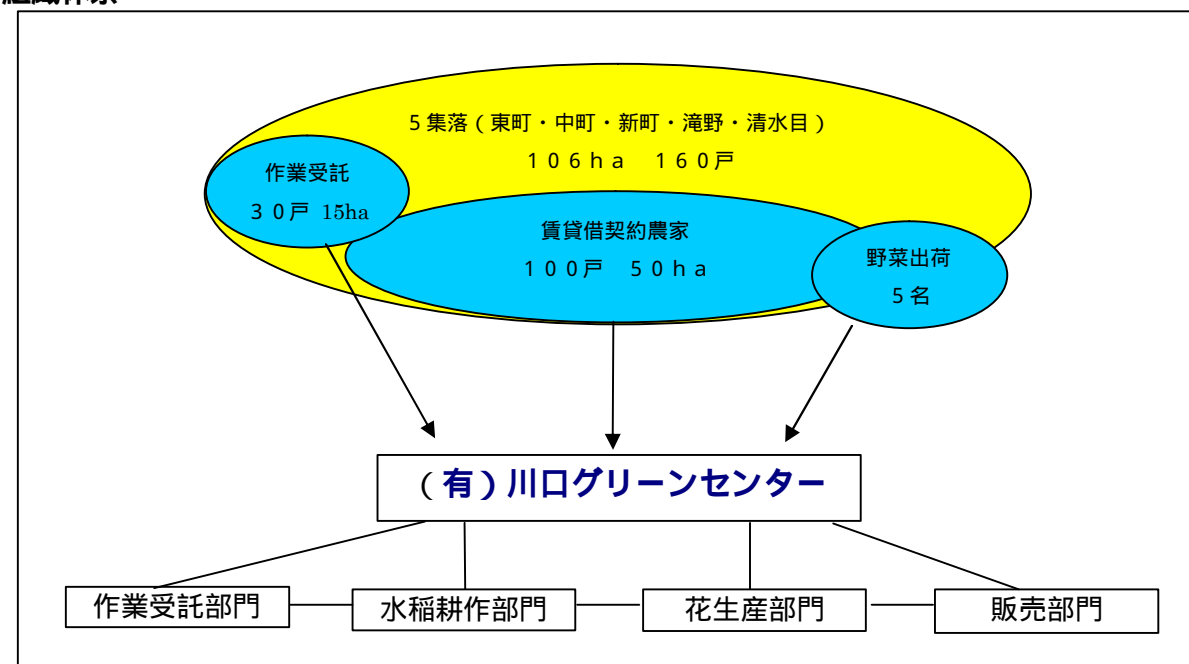 組織体系
5集落（東町・中町・新町・滝野・清水目）
106ha 160戸
作業受託
30戸 15ha
賃貸借契約農家
100戸 50ha
野菜出荷
5名
（有）川口グリーンセンター
作業受託部門
水稲耕作部門
花生産部門
販売部門